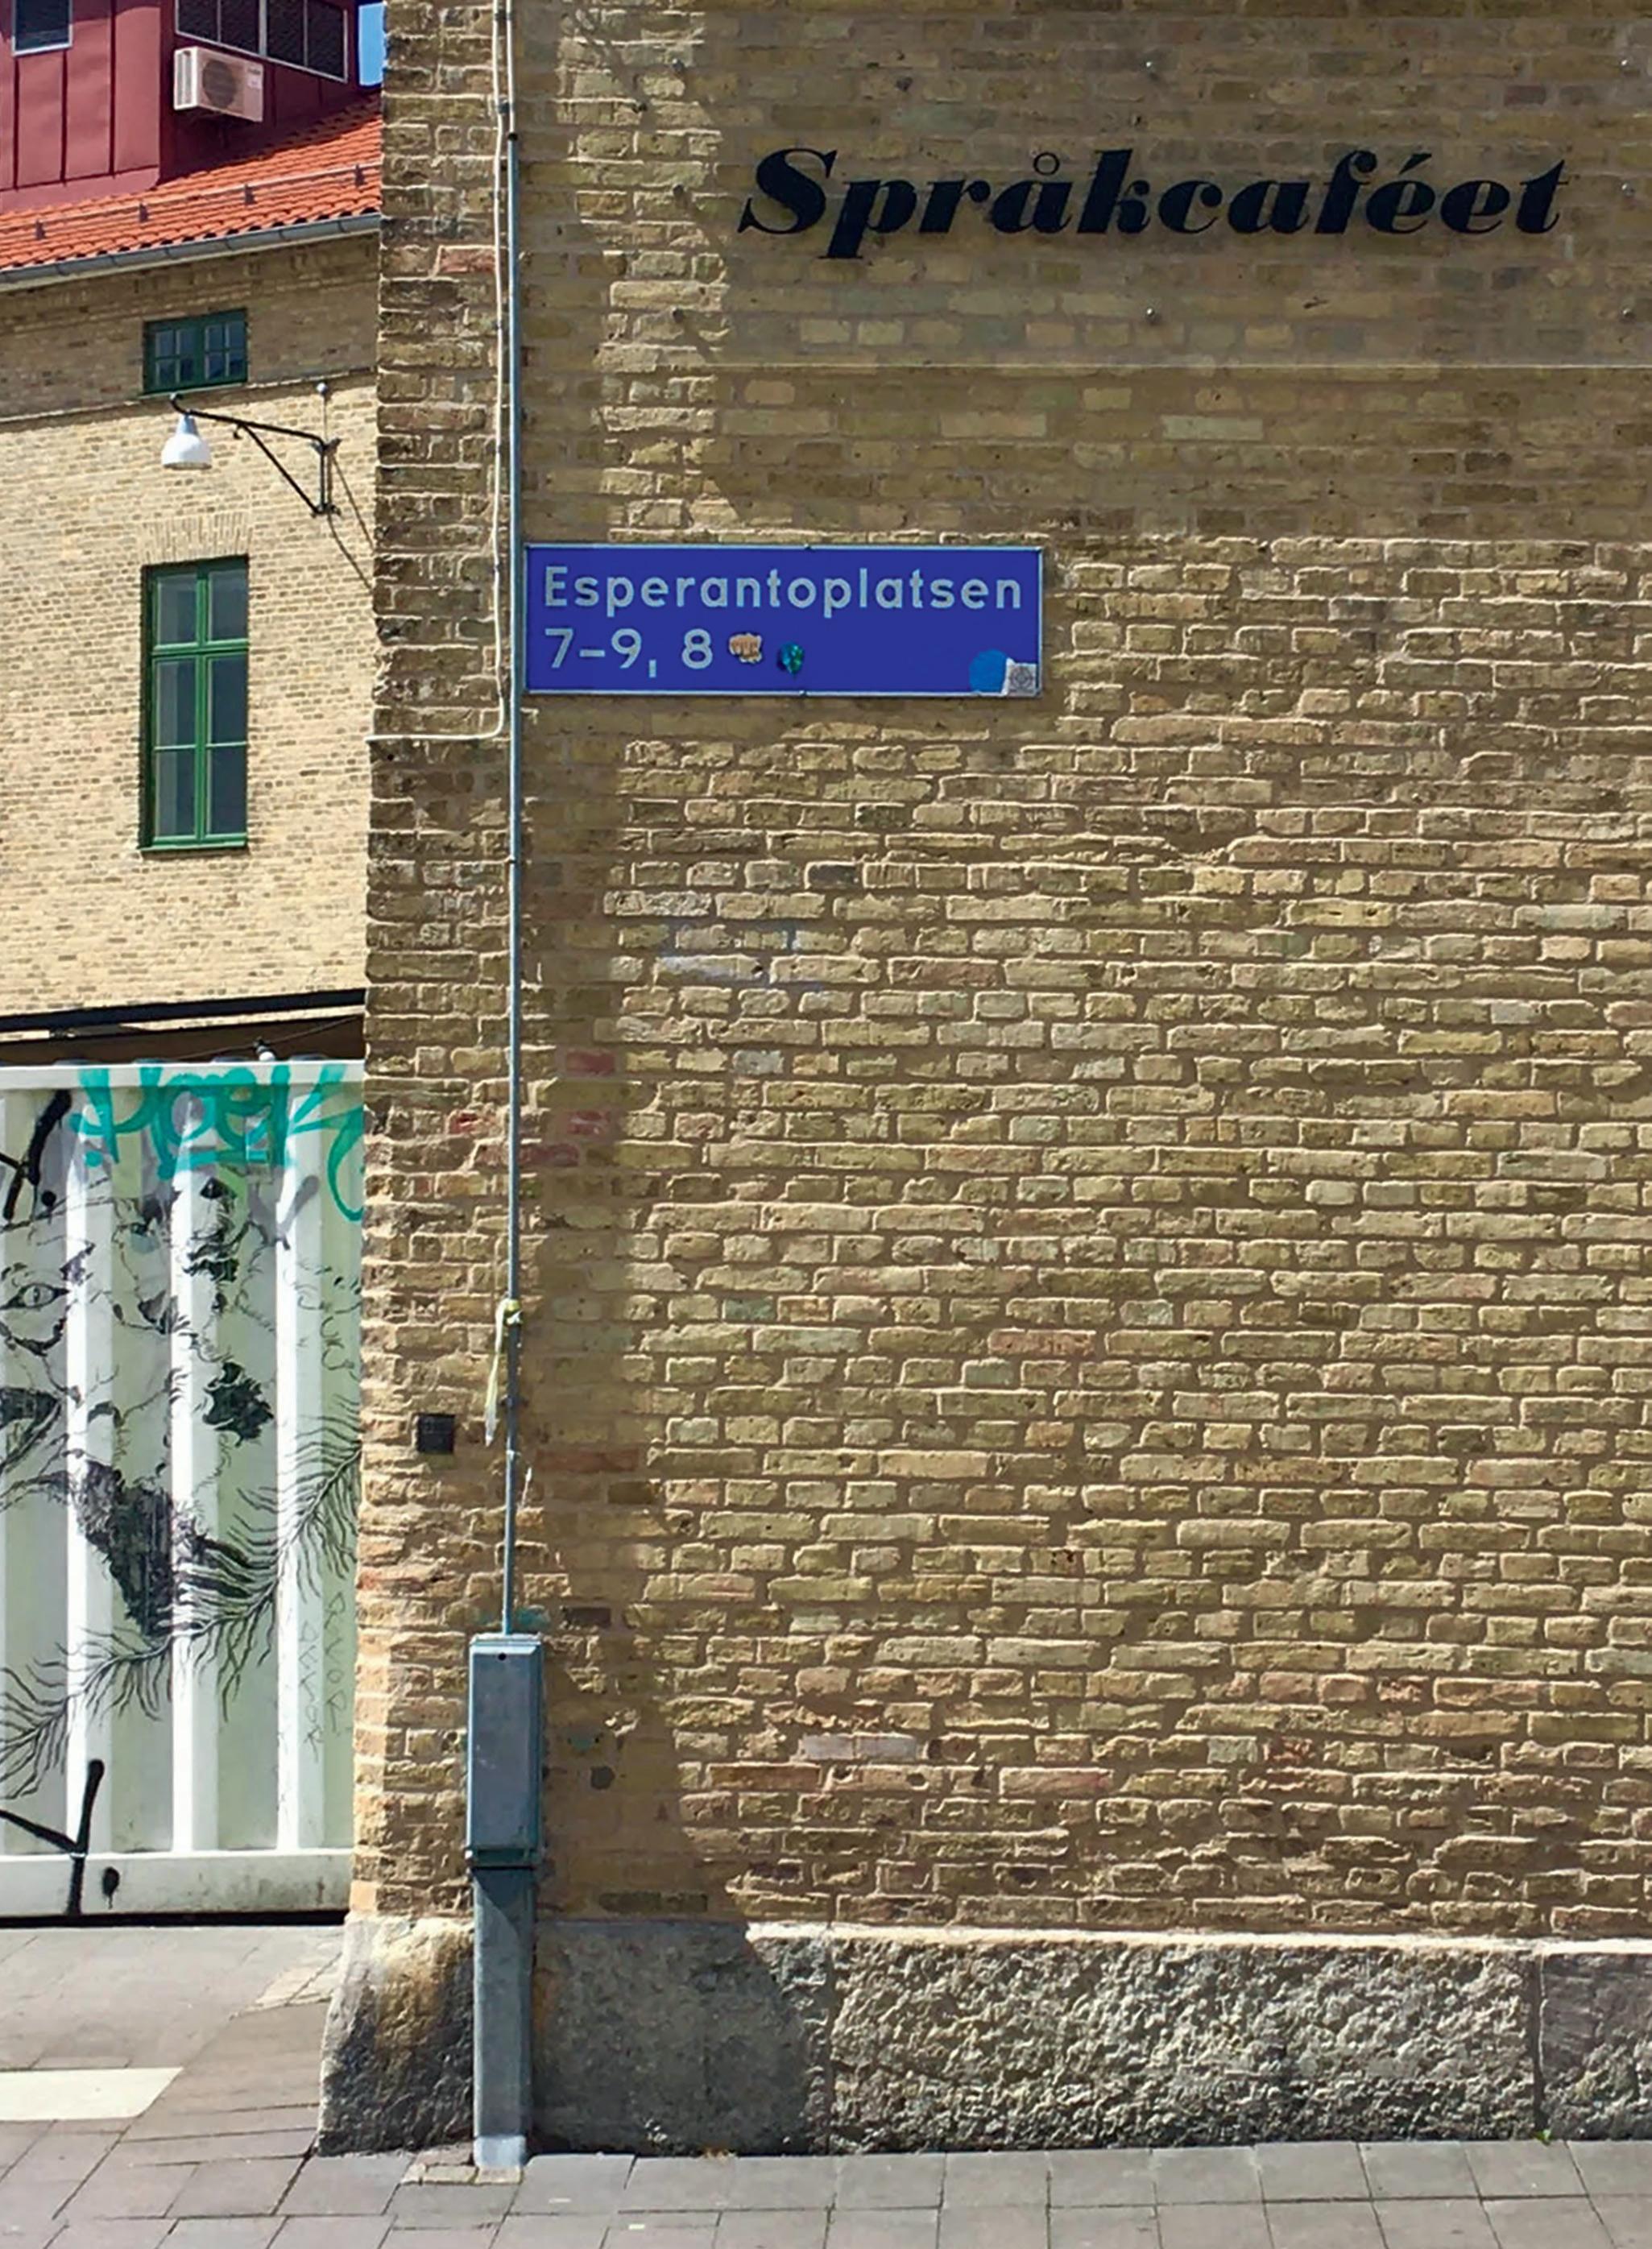 Språkcaféet
Esperantoplatsen
7-9, 8